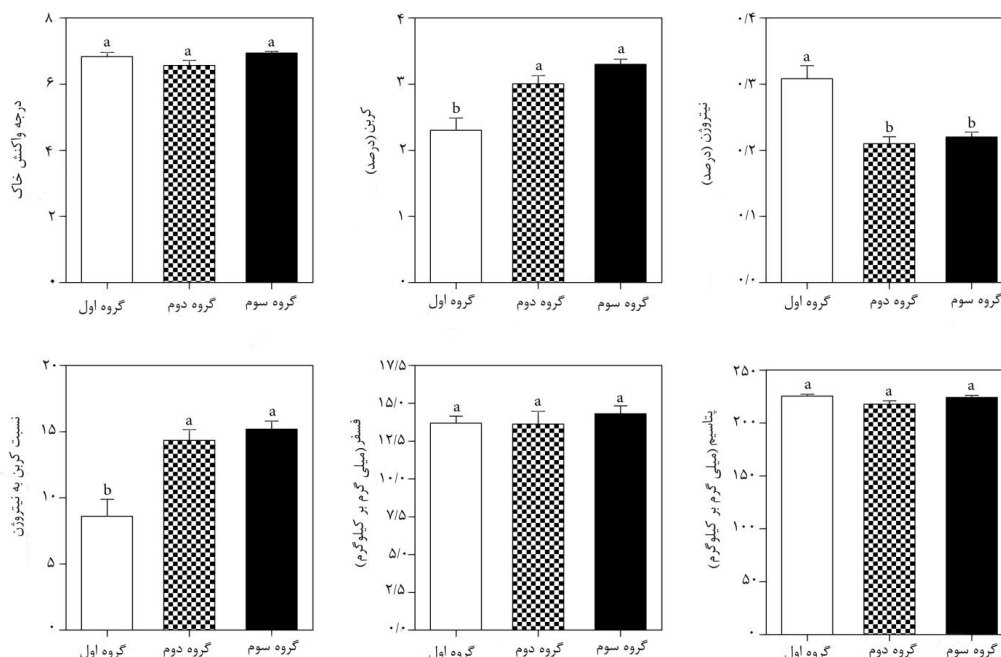 درجه واکنش خاک
۸
۶
۴
۲
۰
a
a
a
گروه اول
گروه دوم
گروه سوم
کربن (درصد)
۴
۳
۲
۱
۰
b
a
a
گروه اول
گروه دوم
گروه سوم
نیتروژن (درصد)
۰/۴
۰/۳
۰/۲
۰/۱
۰/۰
a
b
b
گروه اول
گروه دوم
گروه سوم
نسبت کربن به نیتروژن
۲۰
۱۵
۱۰
۵
۰
b
a
a
گروه اول
گروه دوم
گروه سوم
فسفر (میلی گرم بر کیلوگرم)
۱۷/۵
۱۵/۰
۱۲/۵
۱۰/۰
۷/۵
۵/۰
۲/۵
۰/۰
a
a
a
گروه اول
گروه دوم
گروه سوم
پتاسیم (میلی گرم بر کیلوگرم)
۲۵۰
۲۰۰
۱۵۰
۱۰۰
۵۰
۰
a
a
a
گروه اول
گروه دوم
گروه سوم